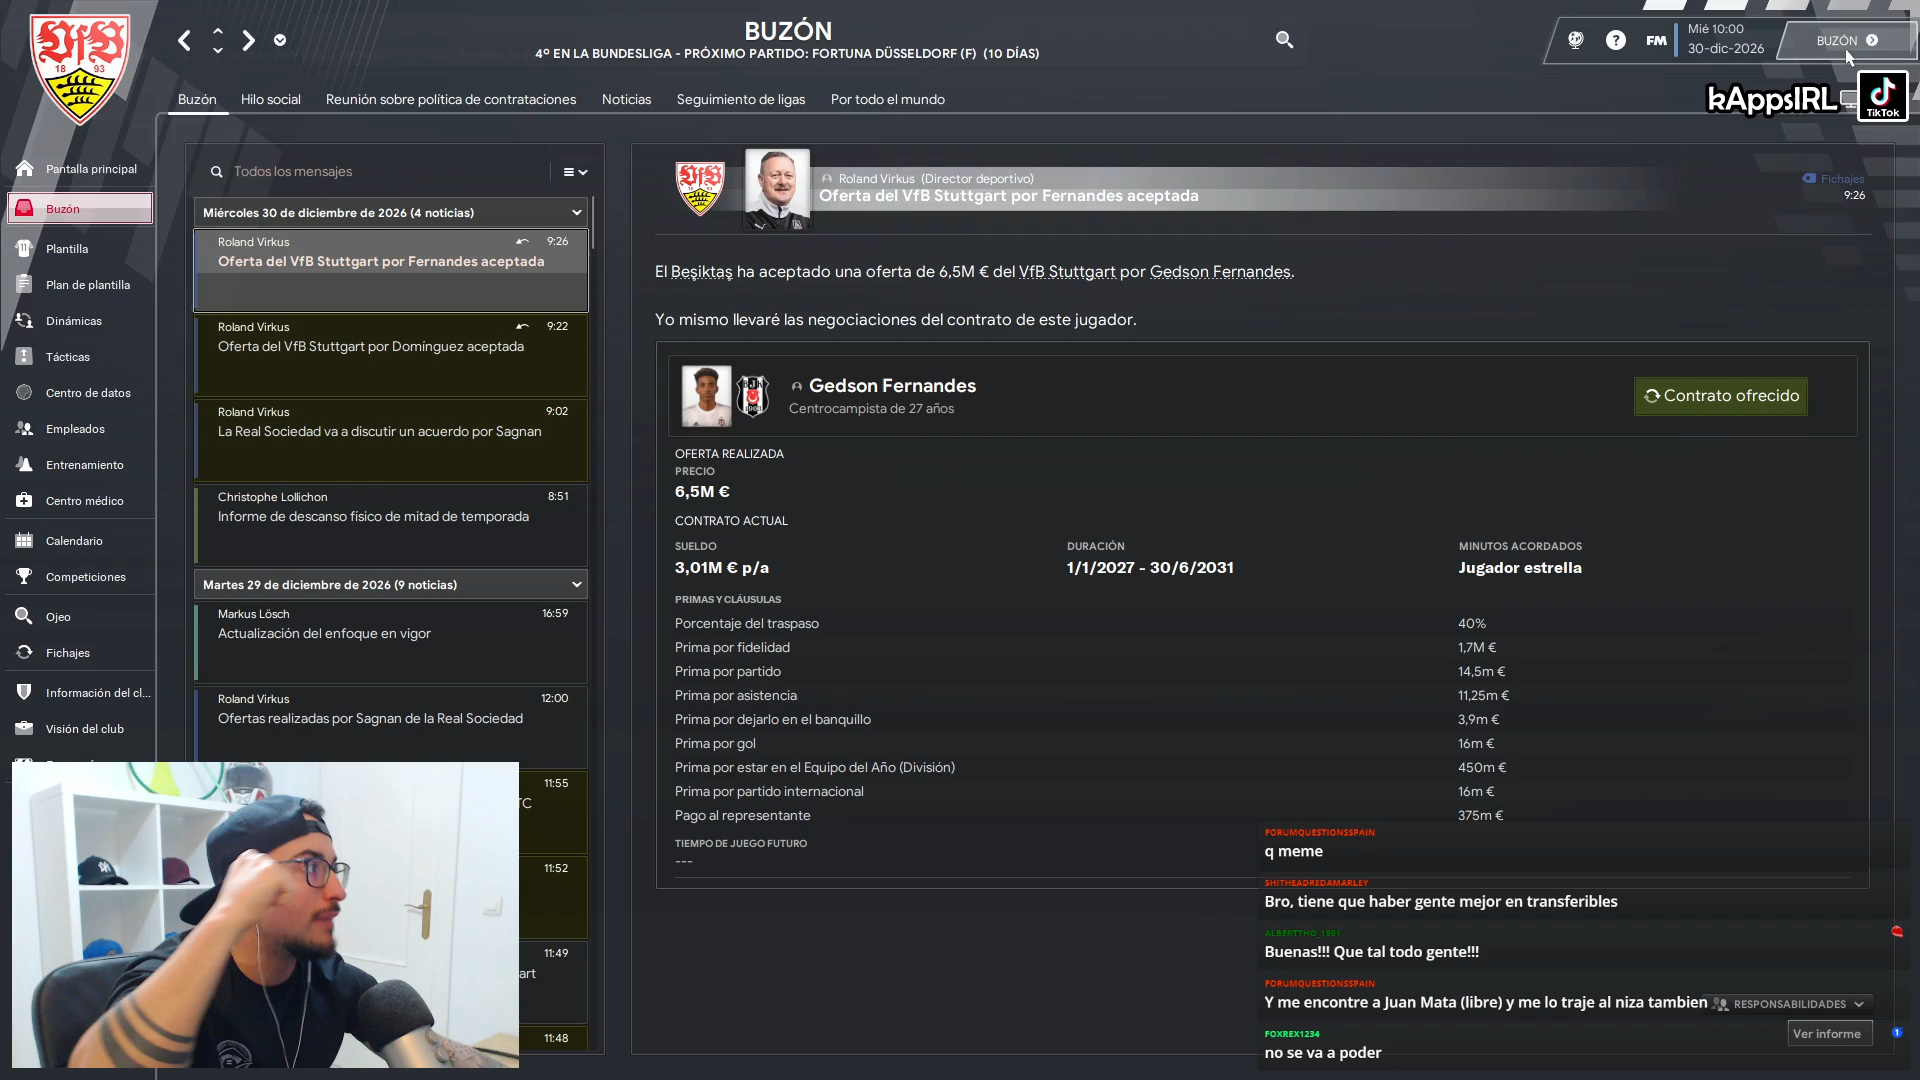 BUZÓN
4º EN LA BUNDESLIGA - PRÓXIMO PARTIDO: FORTUNA DÜSSELDORF (F) (10 DÍAS)
FM
Mié 10:00
30-dic-2026
BUZÓN
kAppsIRL
TikTok
18 93
Buzón
Hilo social
Reunión sobre política de contrataciones
Noticias
Seguimiento de ligas
Por todo el mundo
Pantalla principal
Buzón
Plantilla
Plan de plantilla
Dinámicas
Tácticas
Centro de datos
Empleados
Entrenamiento
Centro médico
Calendario
Competiciones
Ojeo
Fichajes
Información del cl...
Visión del club
Todos los mensajes
Miércoles 30 de diciembre de 2026 (4 noticias)
Roland Virkus 9:26
Oferta del VfB Stuttgart por Fernandes aceptada
Roland Virkus 9:22
Oferta del VfB Stuttgart por Domínguez aceptada
Roland Virkus 9:02
La Real Sociedad va a discutir un acuerdo por Sagnan
Christophe Lollichon 8:51
Informe de descanso físico de mitad de temporada
Martes 29 de diciembre de 2026 (9 noticias)
Markus Lösch 16:59
Actualización del enfoque en vigor
Roland Virkus 12:00
Ofertas realizadas por Sagnan de la Real Sociedad
11:55
TC
11:52
11:49
art
11:48
Roland Virkus (Director deportivo)
Oferta del VfB Stuttgart por Fernandes aceptada
Fichajes
9:26
El Beşiktaş ha aceptado una oferta de 6,5M € del VfB Stuttgart por Gedson Fernandes.
Yo mismo llevaré las negociaciones del contrato de este jugador.
Gedson Fernandes
Centrocampista de 27 años
Contrato ofrecido
OFERTA REALIZADA
PRECIO
6,5M €
CONTRATO ACTUAL
SUELDO DURACIÓN MINUTOS ACORDADOS
3,01M € p/a 1/1/2027 - 30/6/2031 Jugador estrella
PRIMAS Y CLÁUSULAS
Porcentaje del traspaso 40%
Prima por fidelidad 1,7M €
Prima por partido 14,5m €
Prima por asistencia 11,25m €
Prima por dejarlo en el banquillo 3,9m €
Prima por gol 16m €
Prima por estar en el Equipo del Año (División) 450m €
Prima por partido internacional 16m €
Pago al representante 375m €
TIEMPO DE JUEGO FUTURO
---
FORUMQUESTIONSSPAIN
q meme
SHITHEADREDAMARLEY
Bro, tiene que haber gente mejor en transferibles
ALBERTTHO_1991
Buenas!!! Que tal todo gente!!!
FORUMQUESTIONSSPAIN
Y me encontre a Juan Mata (libre) y me lo traje al niza tambien
RESPONSABILIDADES
FOXREX1234
no se va a poder
Ver informe
1